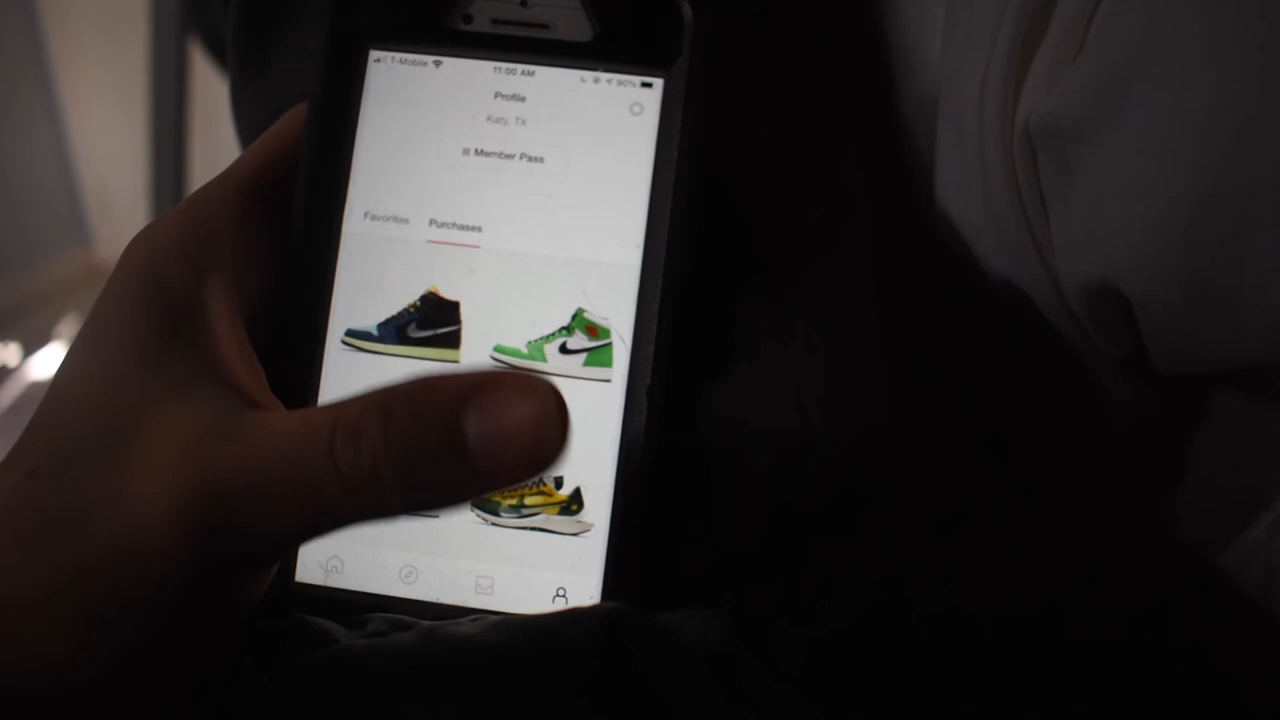 T-Mobile 11:00 AM 90%
Profile
Katy, TX
Member Pass
Favorites Purchases